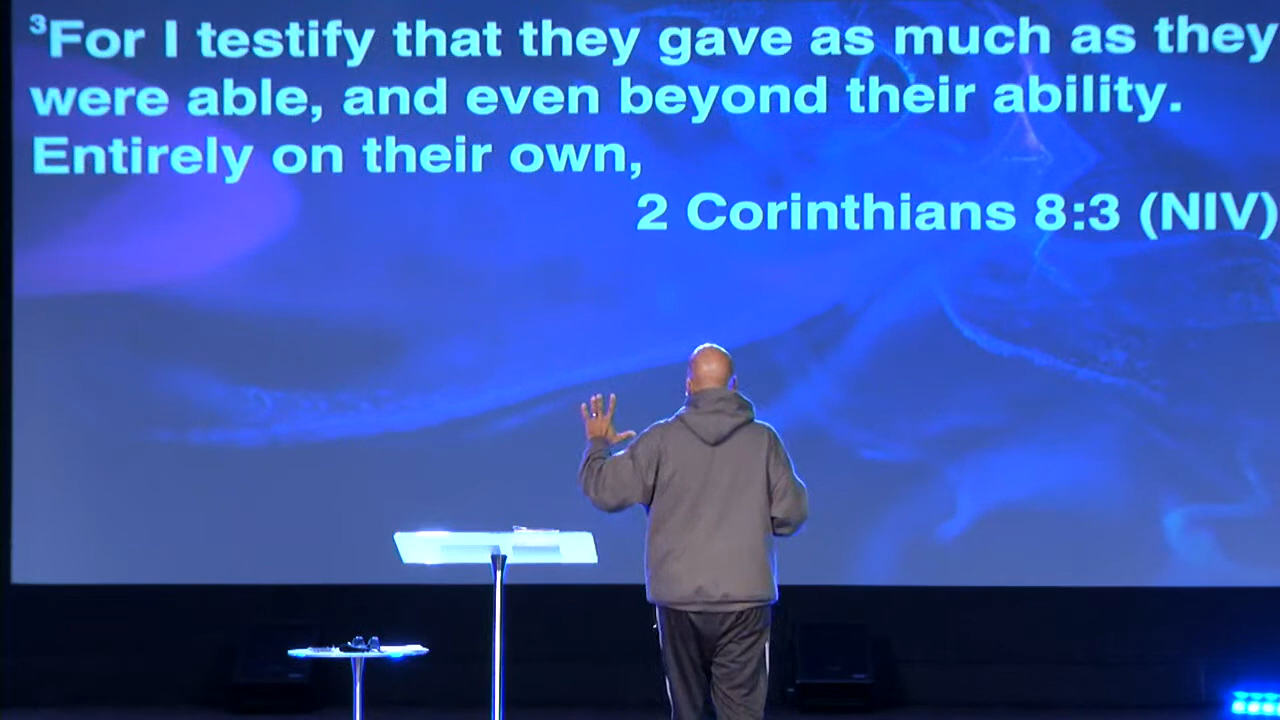 ³For I testify that they gave as much as they
were able, and even beyond their ability.
Entirely on their own,
2 Corinthians 8:3 (NIV)